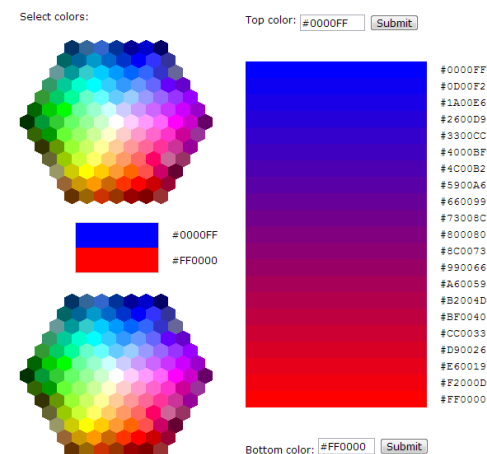 Select colors:
Top color: #0000FF Submit
#0000FF
#0D00F2
#1A00E6
#2600D9
#3300CC
#4000BF
#4C00B2
#5900A6
#660099
#73008C
#800080
#8C0073
#990066
#A60059
#B2004D
#BF0040
#CC0033
#D90026
#E60019
#F2000D
#FF0000
#0000FF
#FF0000
Bottom color: #FF0000 Submit